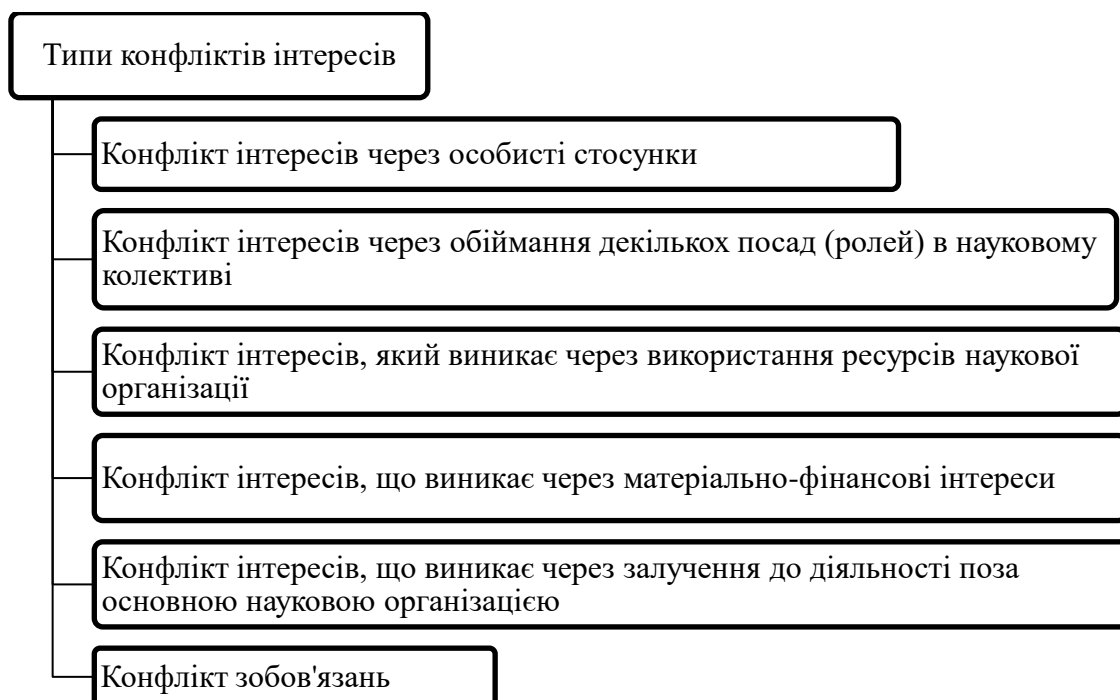 Типи конфліктів інтересів
Конфлікт інтересів через особисті стосунки
Конфлікт інтересів через обіймання декількох посад (ролей) в науковому
колективі
Конфлікт інтересів, який виникає через використання ресурсів наукової
організації
Конфлікт інтересів, що виникає через матеріально-фінансові інтереси
Конфлікт інтересів, що виникає через залучення до діяльності поза
основною науковою організацією
Конфлікт зобов'язань